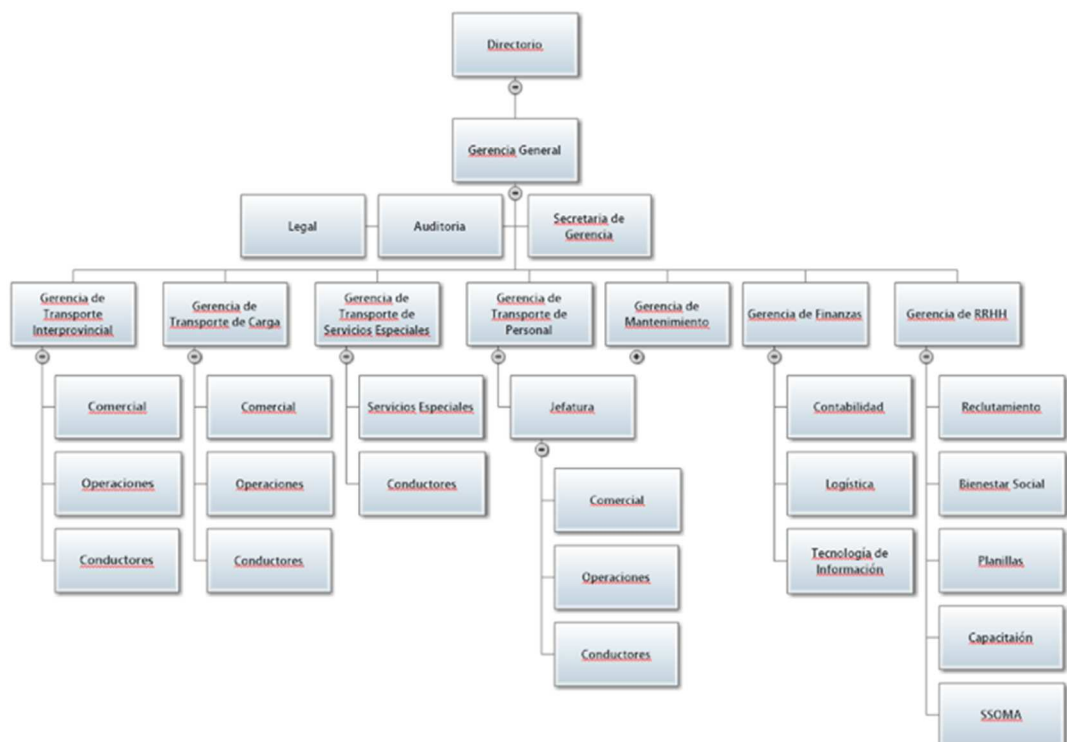 Directorio
Gerencia General
Legal
Auditoria
Secretaria de
Gerencia
Gerencia de
Transporte
Interprovincial
Gerencia de
Transporte de Carga
Gerencia de
Transporte de
Servicios Especiales
Gerencia de
Transporte de
Personal
Gerencia de
Mantenimiento
Gerencia de Finanzas
Gerencia de RRHH
Comercial
Comercial
Servicios Especiales
Jefatura
Contabilidad
Reclutamiento
Operaciones
Operaciones
Conductores
Comercial
Logística
Bienestar Social
Conductores
Conductores
Operaciones
Tecnología de
Información
Planillas
Conductores
Capacitaión
SSOMA